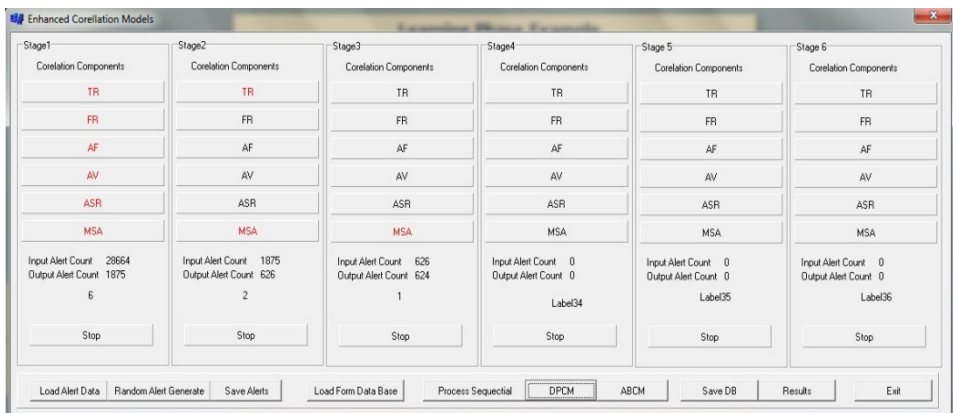 Enhanced Corellation Models
Learning Phase Example
Stage1
Corelation Components
TR
FR
AF
AV
ASR
MSA
Input Alert Count 28664
Output Alert Count 1875
6
Stop
Stage2
Corelation Components
TR
FR
AF
AV
ASR
MSA
Input Alert Count 1875
Output Alert Count 626
2
Stop
Stage3
Corelation Components
TR
FR
AF
AV
ASR
MSA
Input Alert Count 626
Output Alert Count 624
1
Stop
Stage4
Corelation Components
TR
FR
AF
AV
ASR
MSA
Input Alert Count 0
Output Alert Count 0
Label34
Stop
Stage 5
Corelation Components
TR
FR
AF
AV
ASR
MSA
Input Alert Count 0
Output Alert Count 0
Label35
Stop
Stage 6
Corelation Components
TR
FR
AF
AV
ASR
MSA
Input Alert Count 0
Output Alert Count 0
Label36
Stop
Load Alert Data Random Alert Generate Save Alerts Load Form Data Base Process Sequectial DPCM ABCM Save DB Results Exit